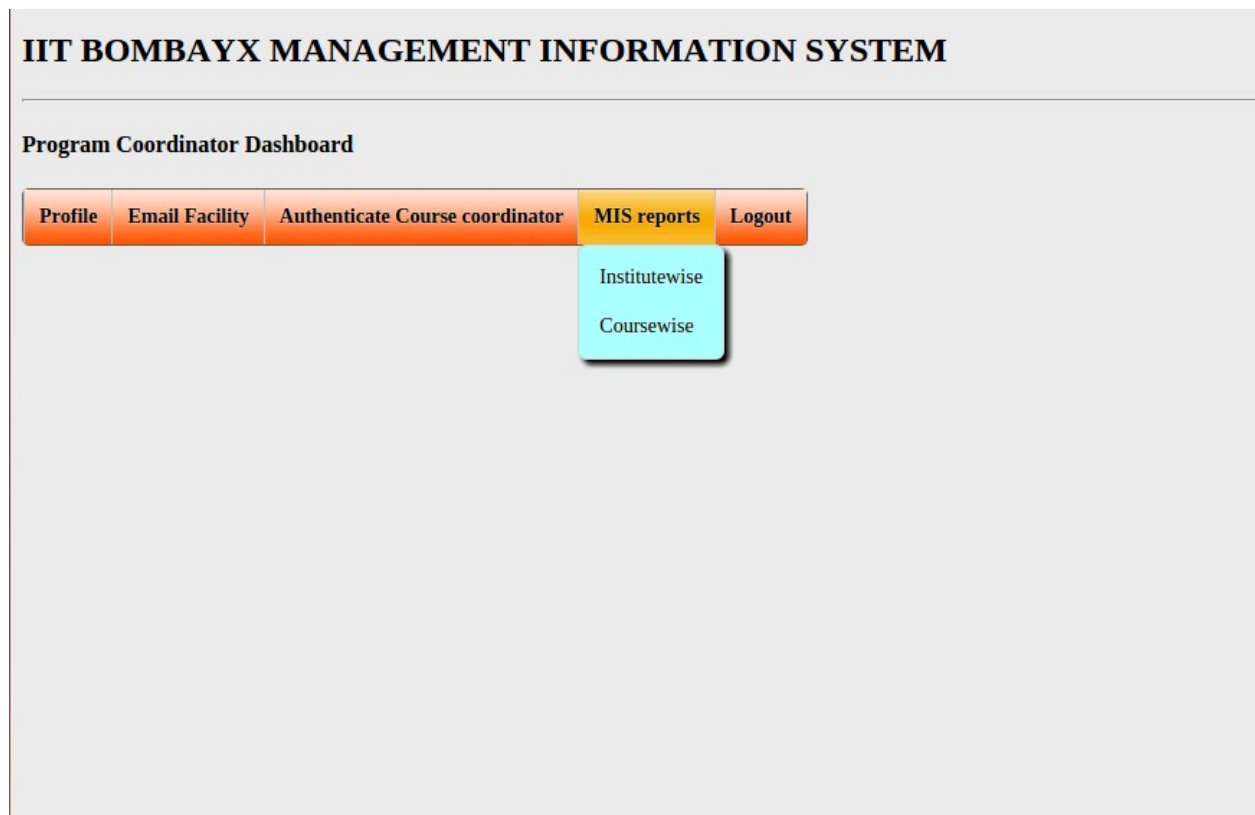 IIT BOMBAYX MANAGEMENT INFORMATION SYSTEM
Program Coordinator Dashboard
Profile Email Facility Authenticate Course coordinator MIS reports Logout
Institutewise
Coursewise